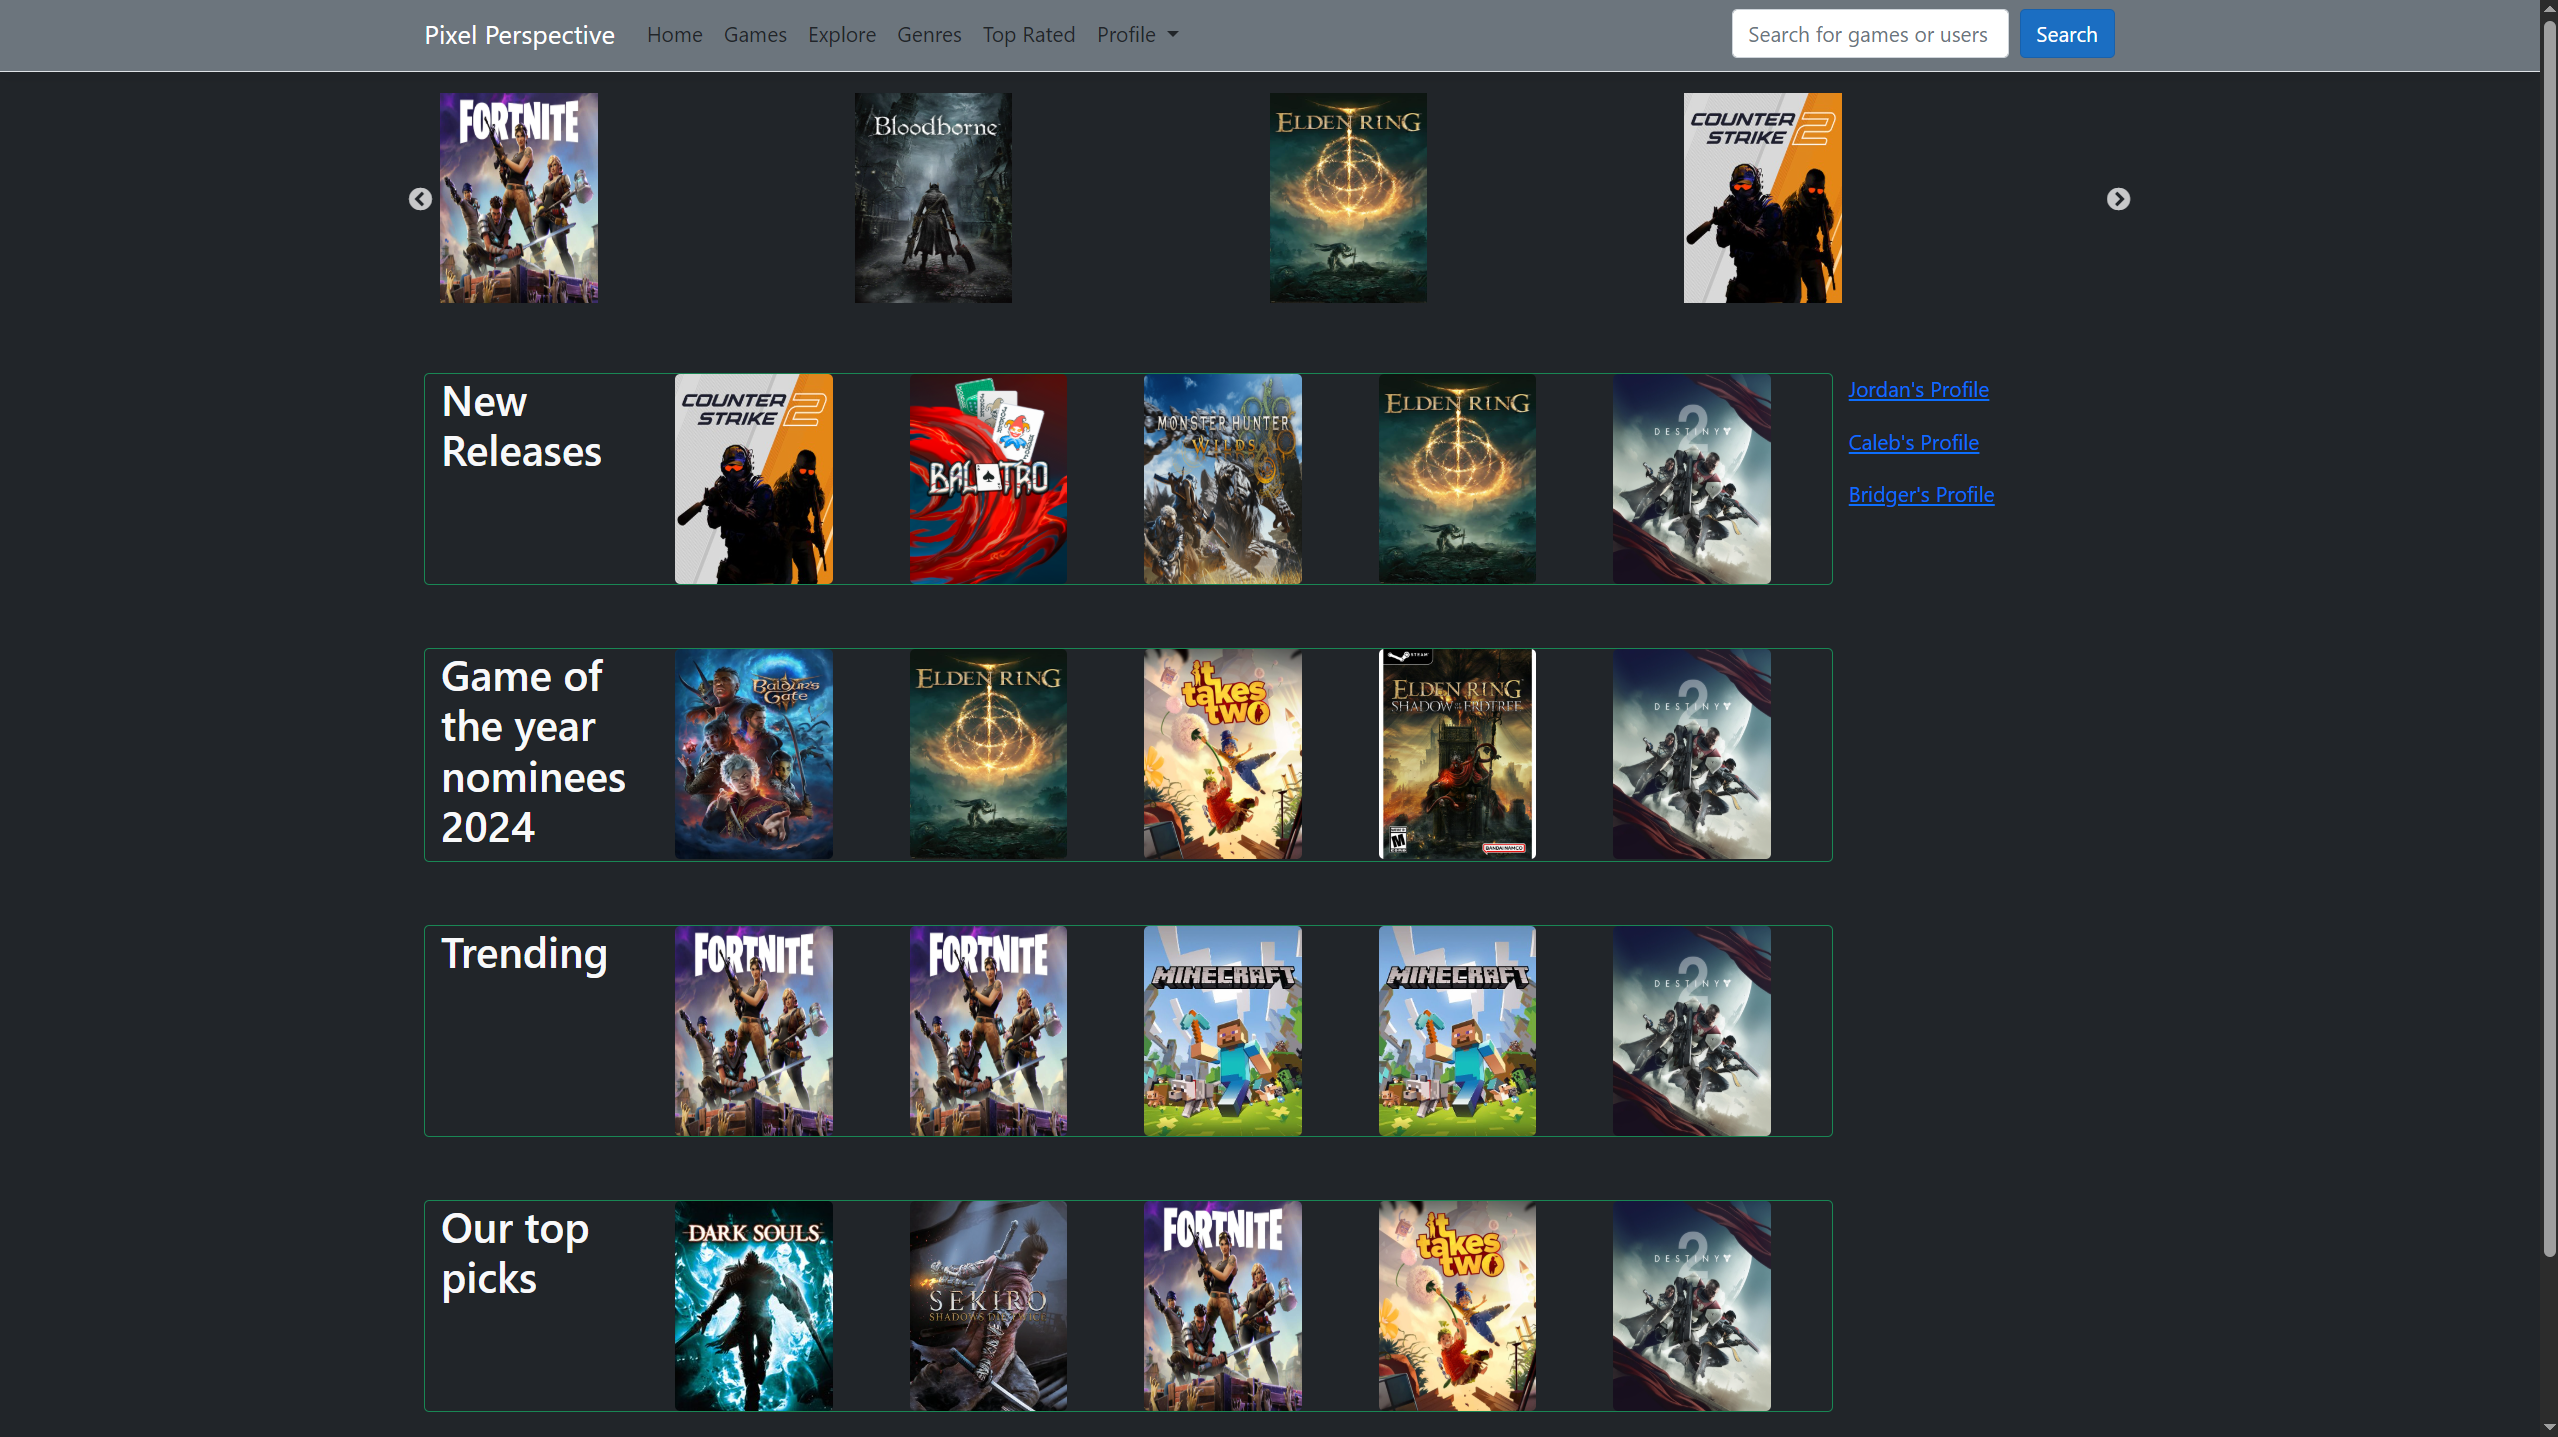 Pixel Perspective
Home
Games
Explore
Genres
Top Rated
Profile
Search for games or users
Search
FORTNITE
Bloodborne
ELDEN RING
COUNTER
STRIKE 2
New
Releases
COUNTER
STRIKE 2
BALATRO
MONSTER HUNTER
WILDS
ELDEN RING
2
DESTINY
Jordan's Profile
Caleb's Profile
Bridger's Profile
Game of
the year
nominees
2024
Baldur's
Gate
ELDEN RING
it
takes
two
STEAM
ELDEN RING
SHADOW OF THE ERDTREE
M
BANDAI NAMCO
2
DESTINY
Trending
FORTNITE
FORTNITE
MINECRAFT
MINECRAFT
2
DESTINY
Our top
picks
DARK SOULS
SEKIRO
SHADOWS DIE TWICE
FORTNITE
it
takes
two
2
DESTINY